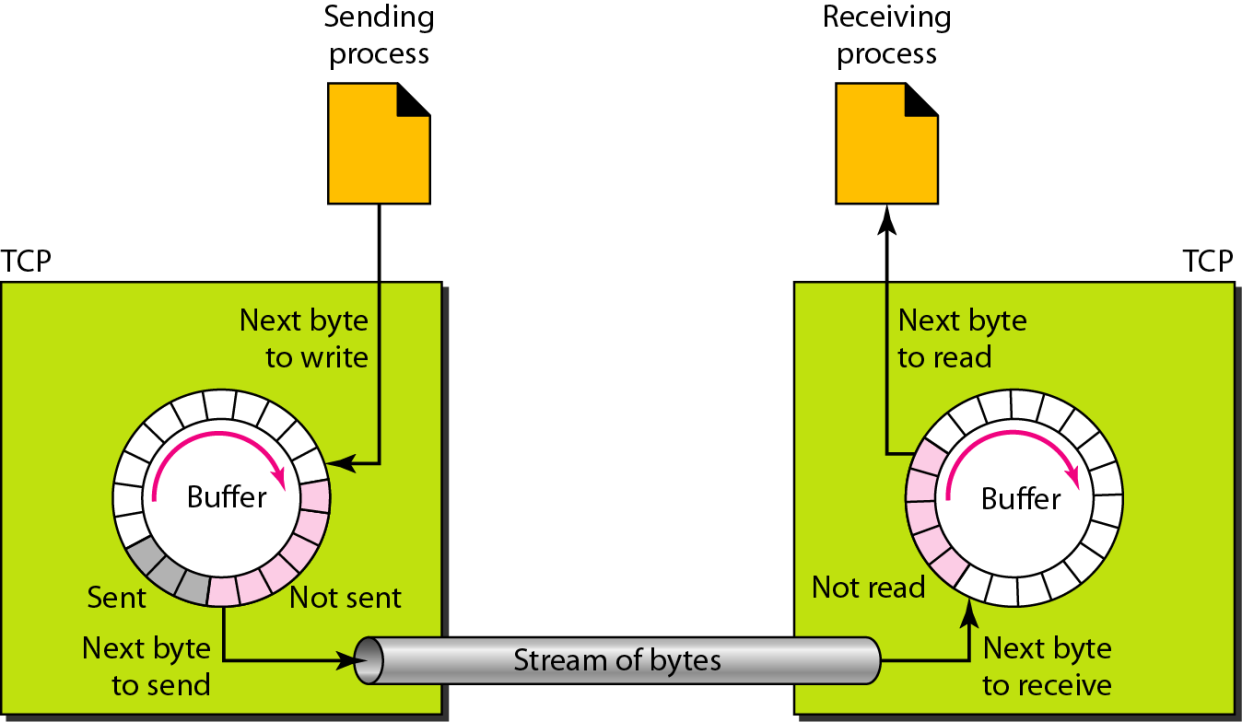 Sending
process
Receiving
process
TCP
TCP
Next byte
to write
Next byte
to read
Buffer
Buffer
Sent
Not sent
Not read
Next byte
to send
Stream of bytes
Next byte
to receive